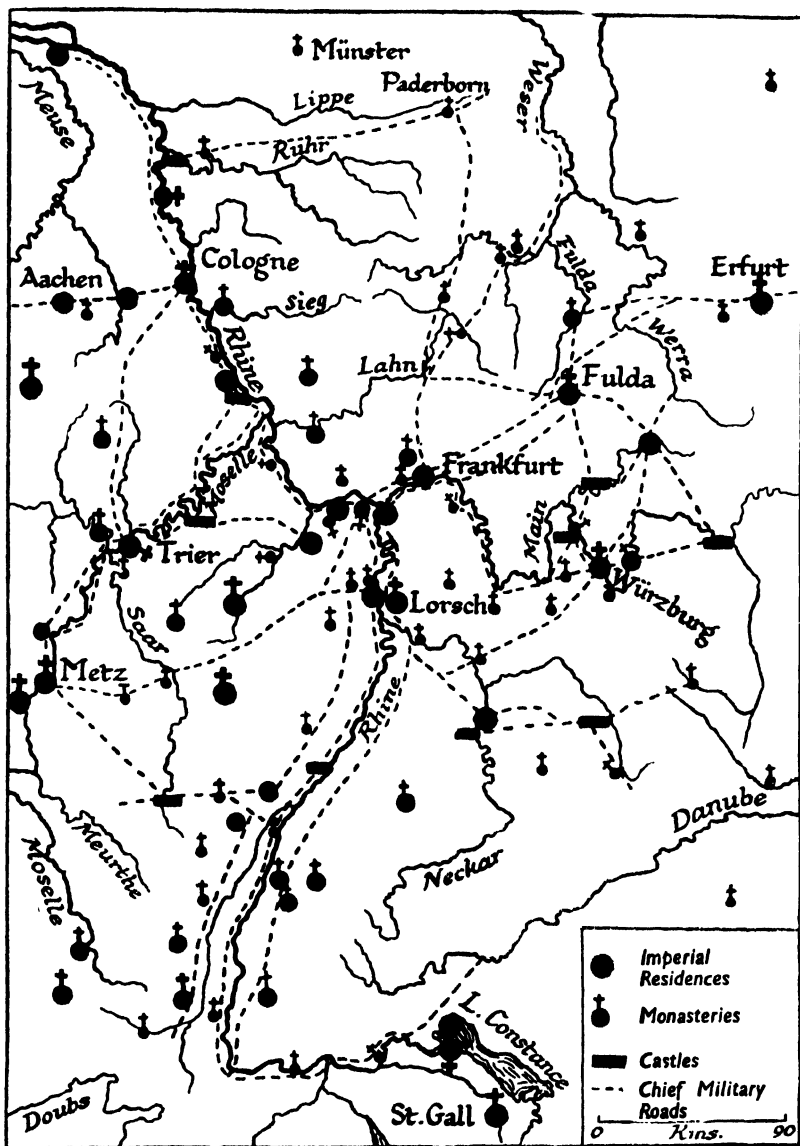 Münster
Paderborn
Weser
Lippe
Meuse
Ruhr
Cologne
Aachen
Fulda
Erfurt
Sieg
Rhine
Werra
Lahn
Fulda
Moselle
Frankfurt
Main
Trier
Würzburg
Lorsch
Saar
Metz
Rhine
Danube
Meurthe
Moselle
Neckar
L. Constance
Doubs
St. Gall
Imperial
Residences
Monasteries
Castles
Chief Military
Roads
0 Kms. 90